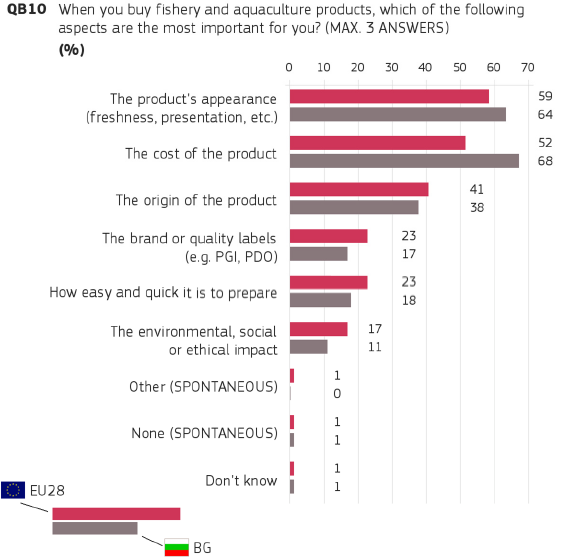 QB10 When you buy fishery and aquaculture products, which of the following
aspects are the most important for you? (MAX. 3 ANSWERS)
(%)
0 10 20 30 40 50 60 70
The product's appearance
(freshness, presentation, etc.)
59
64
The cost of the product
52
68
The origin of the product
41
38
The brand or quality labels
(e.g. PGI, PDO)
23
17
How easy and quick it is to prepare
23
18
The environmental, social
or ethical impact
17
11
Other (SPONTANEOUS)
1
0
None (SPONTANEOUS)
1
1
Don't know
1
1
EU28
BG